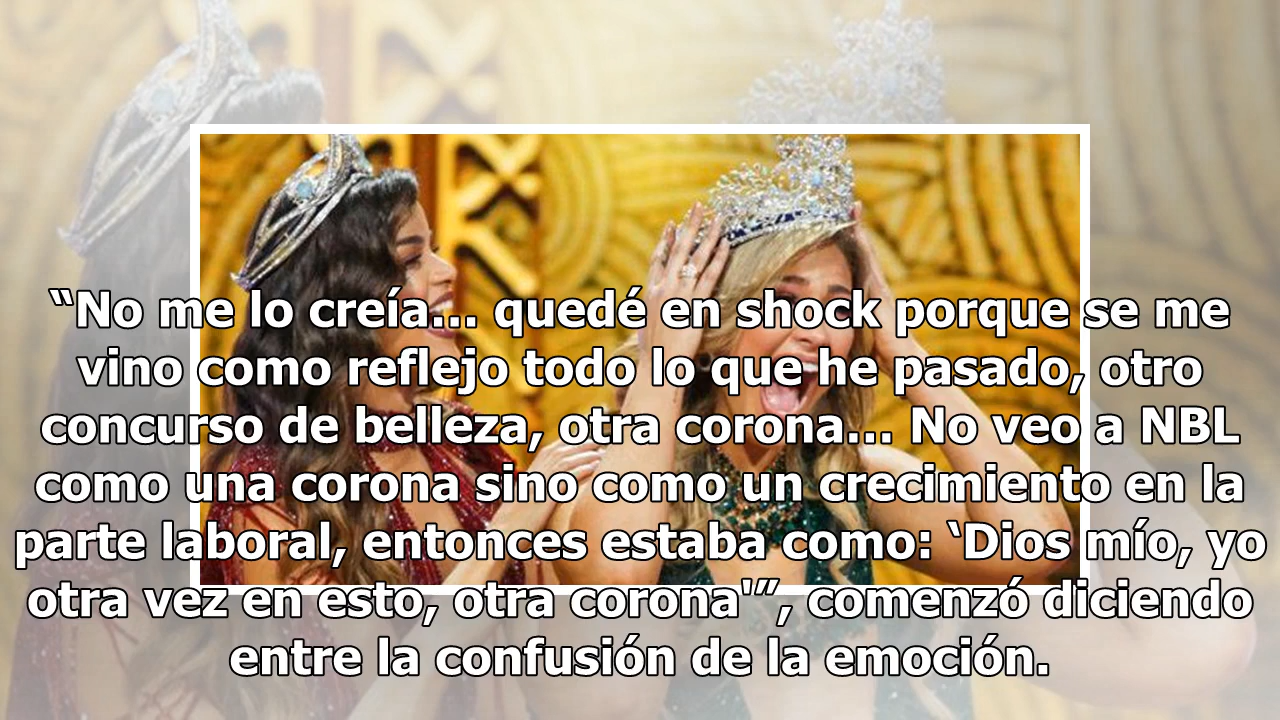 “No me lo creía... quedé en shock porque se me
vino como reflejo todo lo que he pasado, otro
concurso de belleza, otra corona... No veo a NBL
como una corona sino como un crecimiento en la
parte laboral, entonces estaba como: ‘Dios mío, yo
otra vez en esto, otra corona'”, comenzó diciendo
entre la confusión de la emoción.